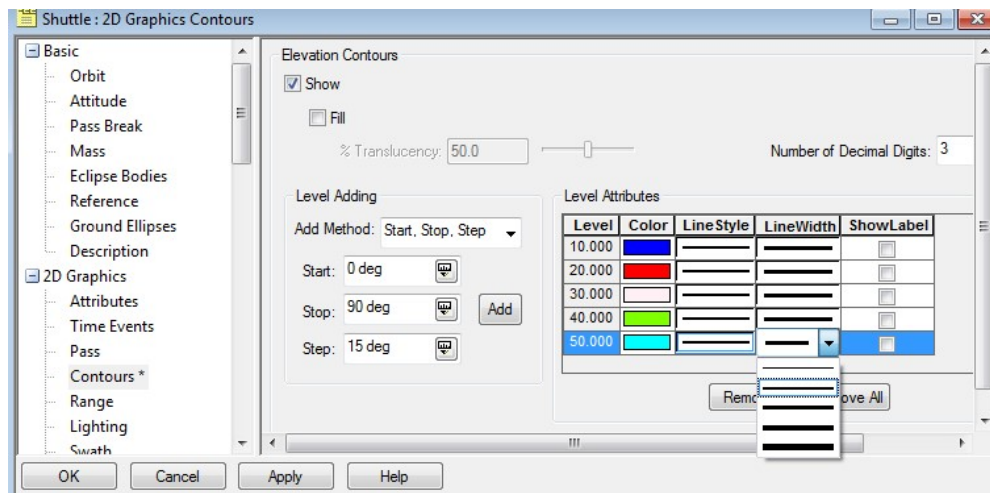 Shuttle : 2D Graphics Contours
Basic
Orbit
Attitude
Pass Break
Mass
Eclipse Bodies
Reference
Ground Ellipses
Description
2D Graphics
Attributes
Time Events
Pass
Contours *
Range
Lighting
Swath
Elevation Contours
Show
Fill
% Translucency: 50.0
Number of Decimal Digits: 3
Level Adding
Add Method: Start, Stop, Step
Start: 0 deg
Stop: 90 deg
Add
Step: 15 deg
Level Attributes
Level Color LineStyle LineWidth ShowLabel
10.000
20.000
30.000
40.000
50.000
OK Cancel Apply Help